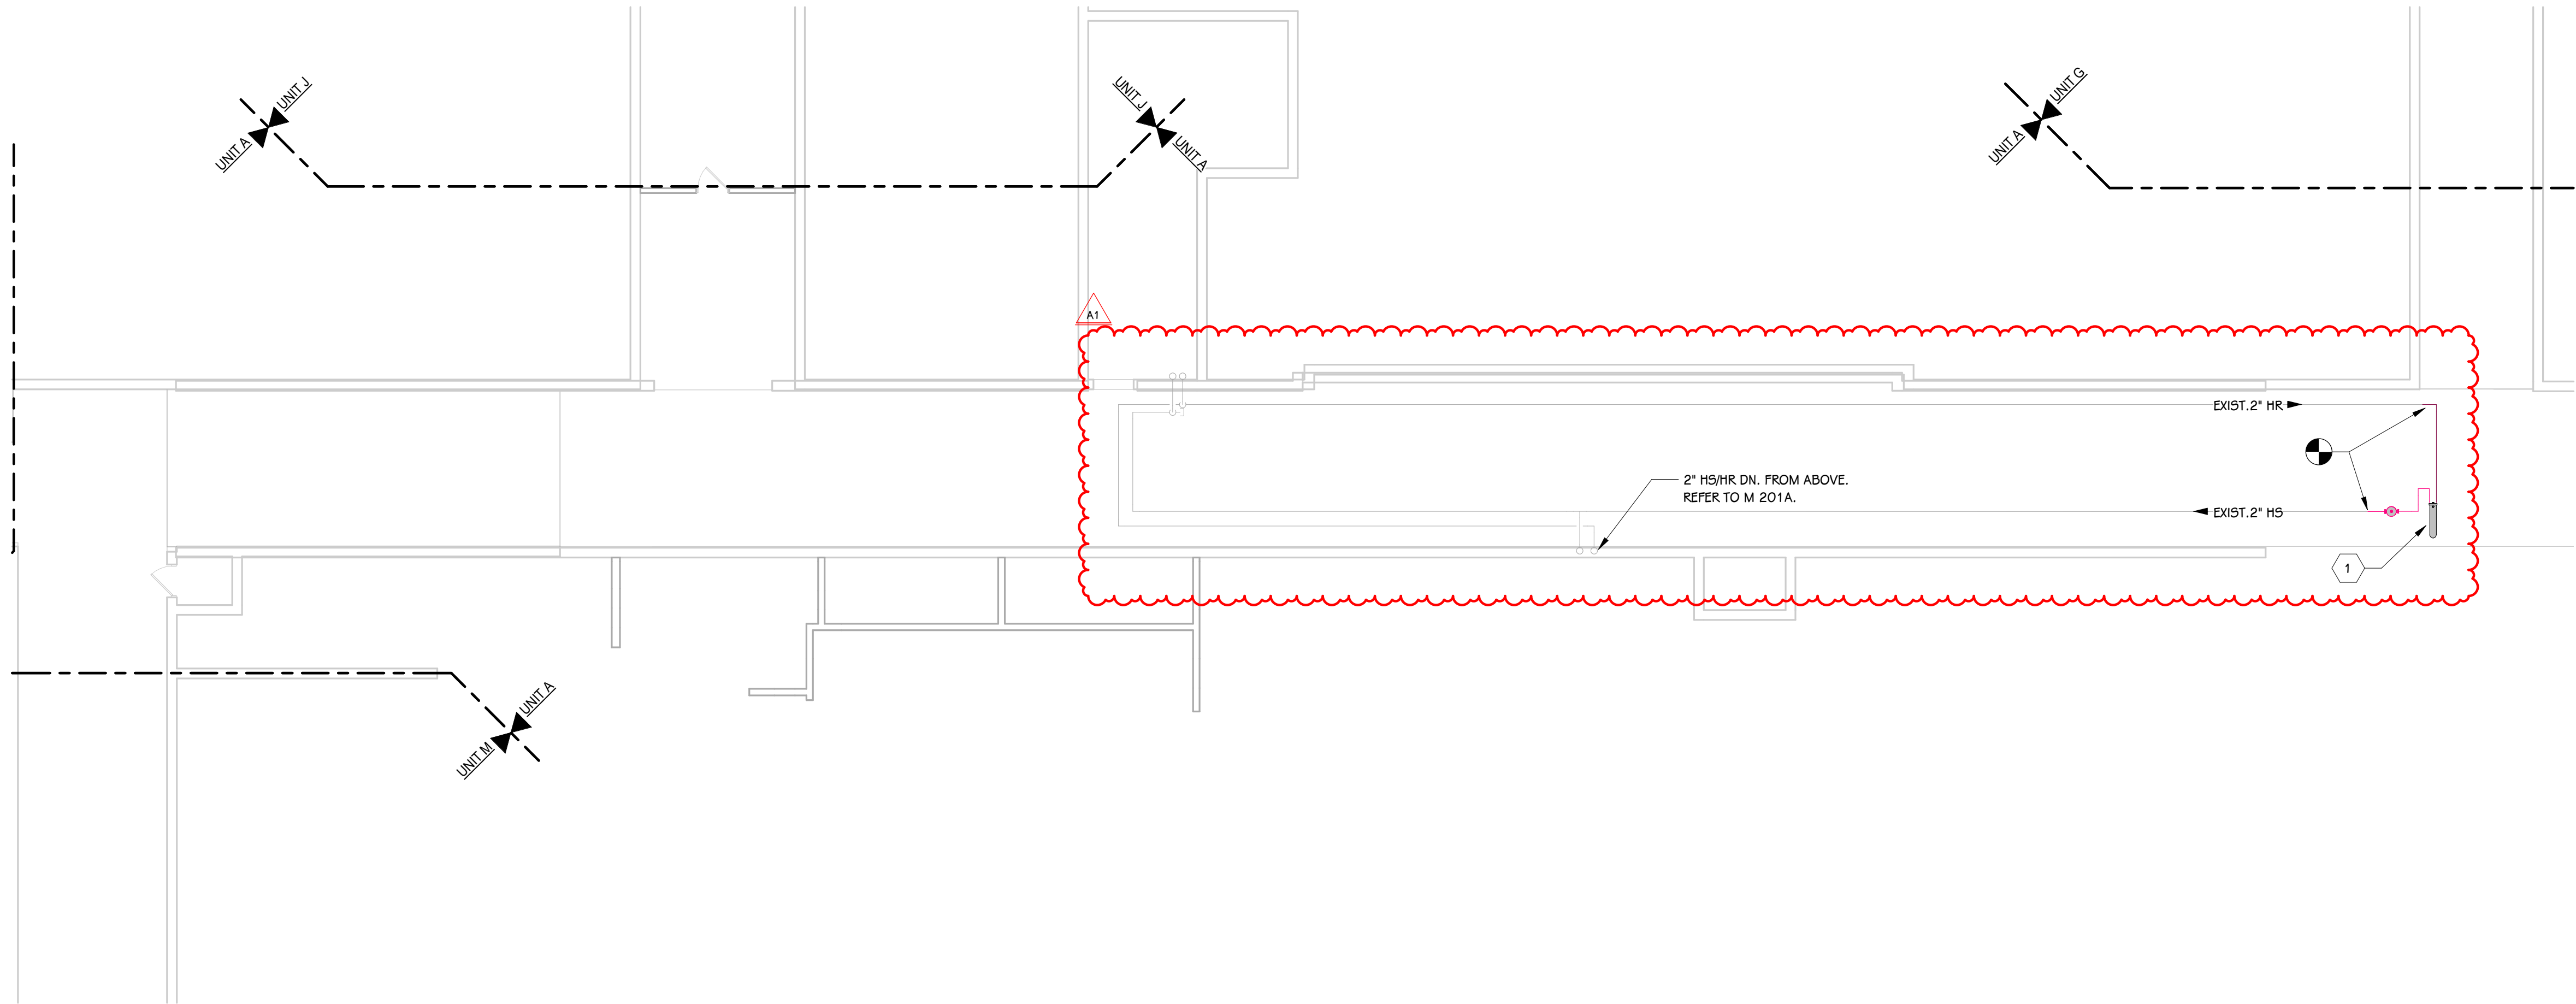 UNIT J
UNIT A
UNIT J
UNIT A
UNIT G
UNIT A
A1
EXIST. 2" HR
2" HS/HR DN. FROM ABOVE.
REFER TO M 201A.
EXIST. 2" HS
1
UNIT A
UNIT M